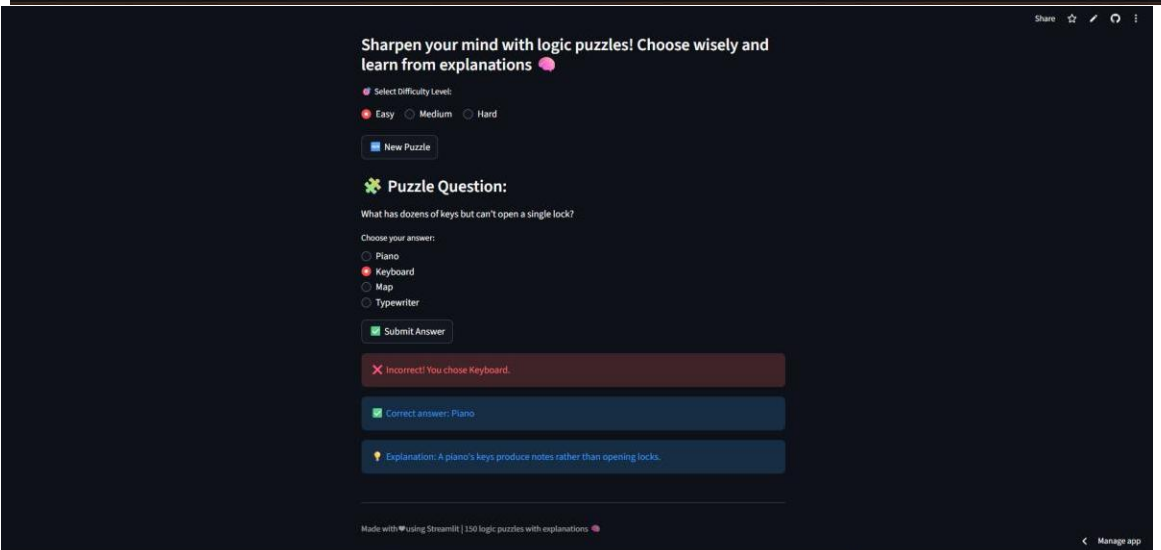 Share
Sharpen your mind with logic puzzles! Choose wisely and
learn from explanations 🧠
🎯 Select Difficulty Level:
Easy Medium Hard
🆕 New Puzzle
🧩 Puzzle Question:
What has dozens of keys but can't open a single lock?
Choose your answer:
Piano
Keyboard
Map
Typewriter
✅ Submit Answer
❌ Incorrect! You chose Keyboard.
✅ Correct answer: Piano
💡 Explanation: A piano's keys produce notes rather than opening locks.
Made with❤using Streamlit | 150 logic puzzles with explanations 🧠
< Manage app